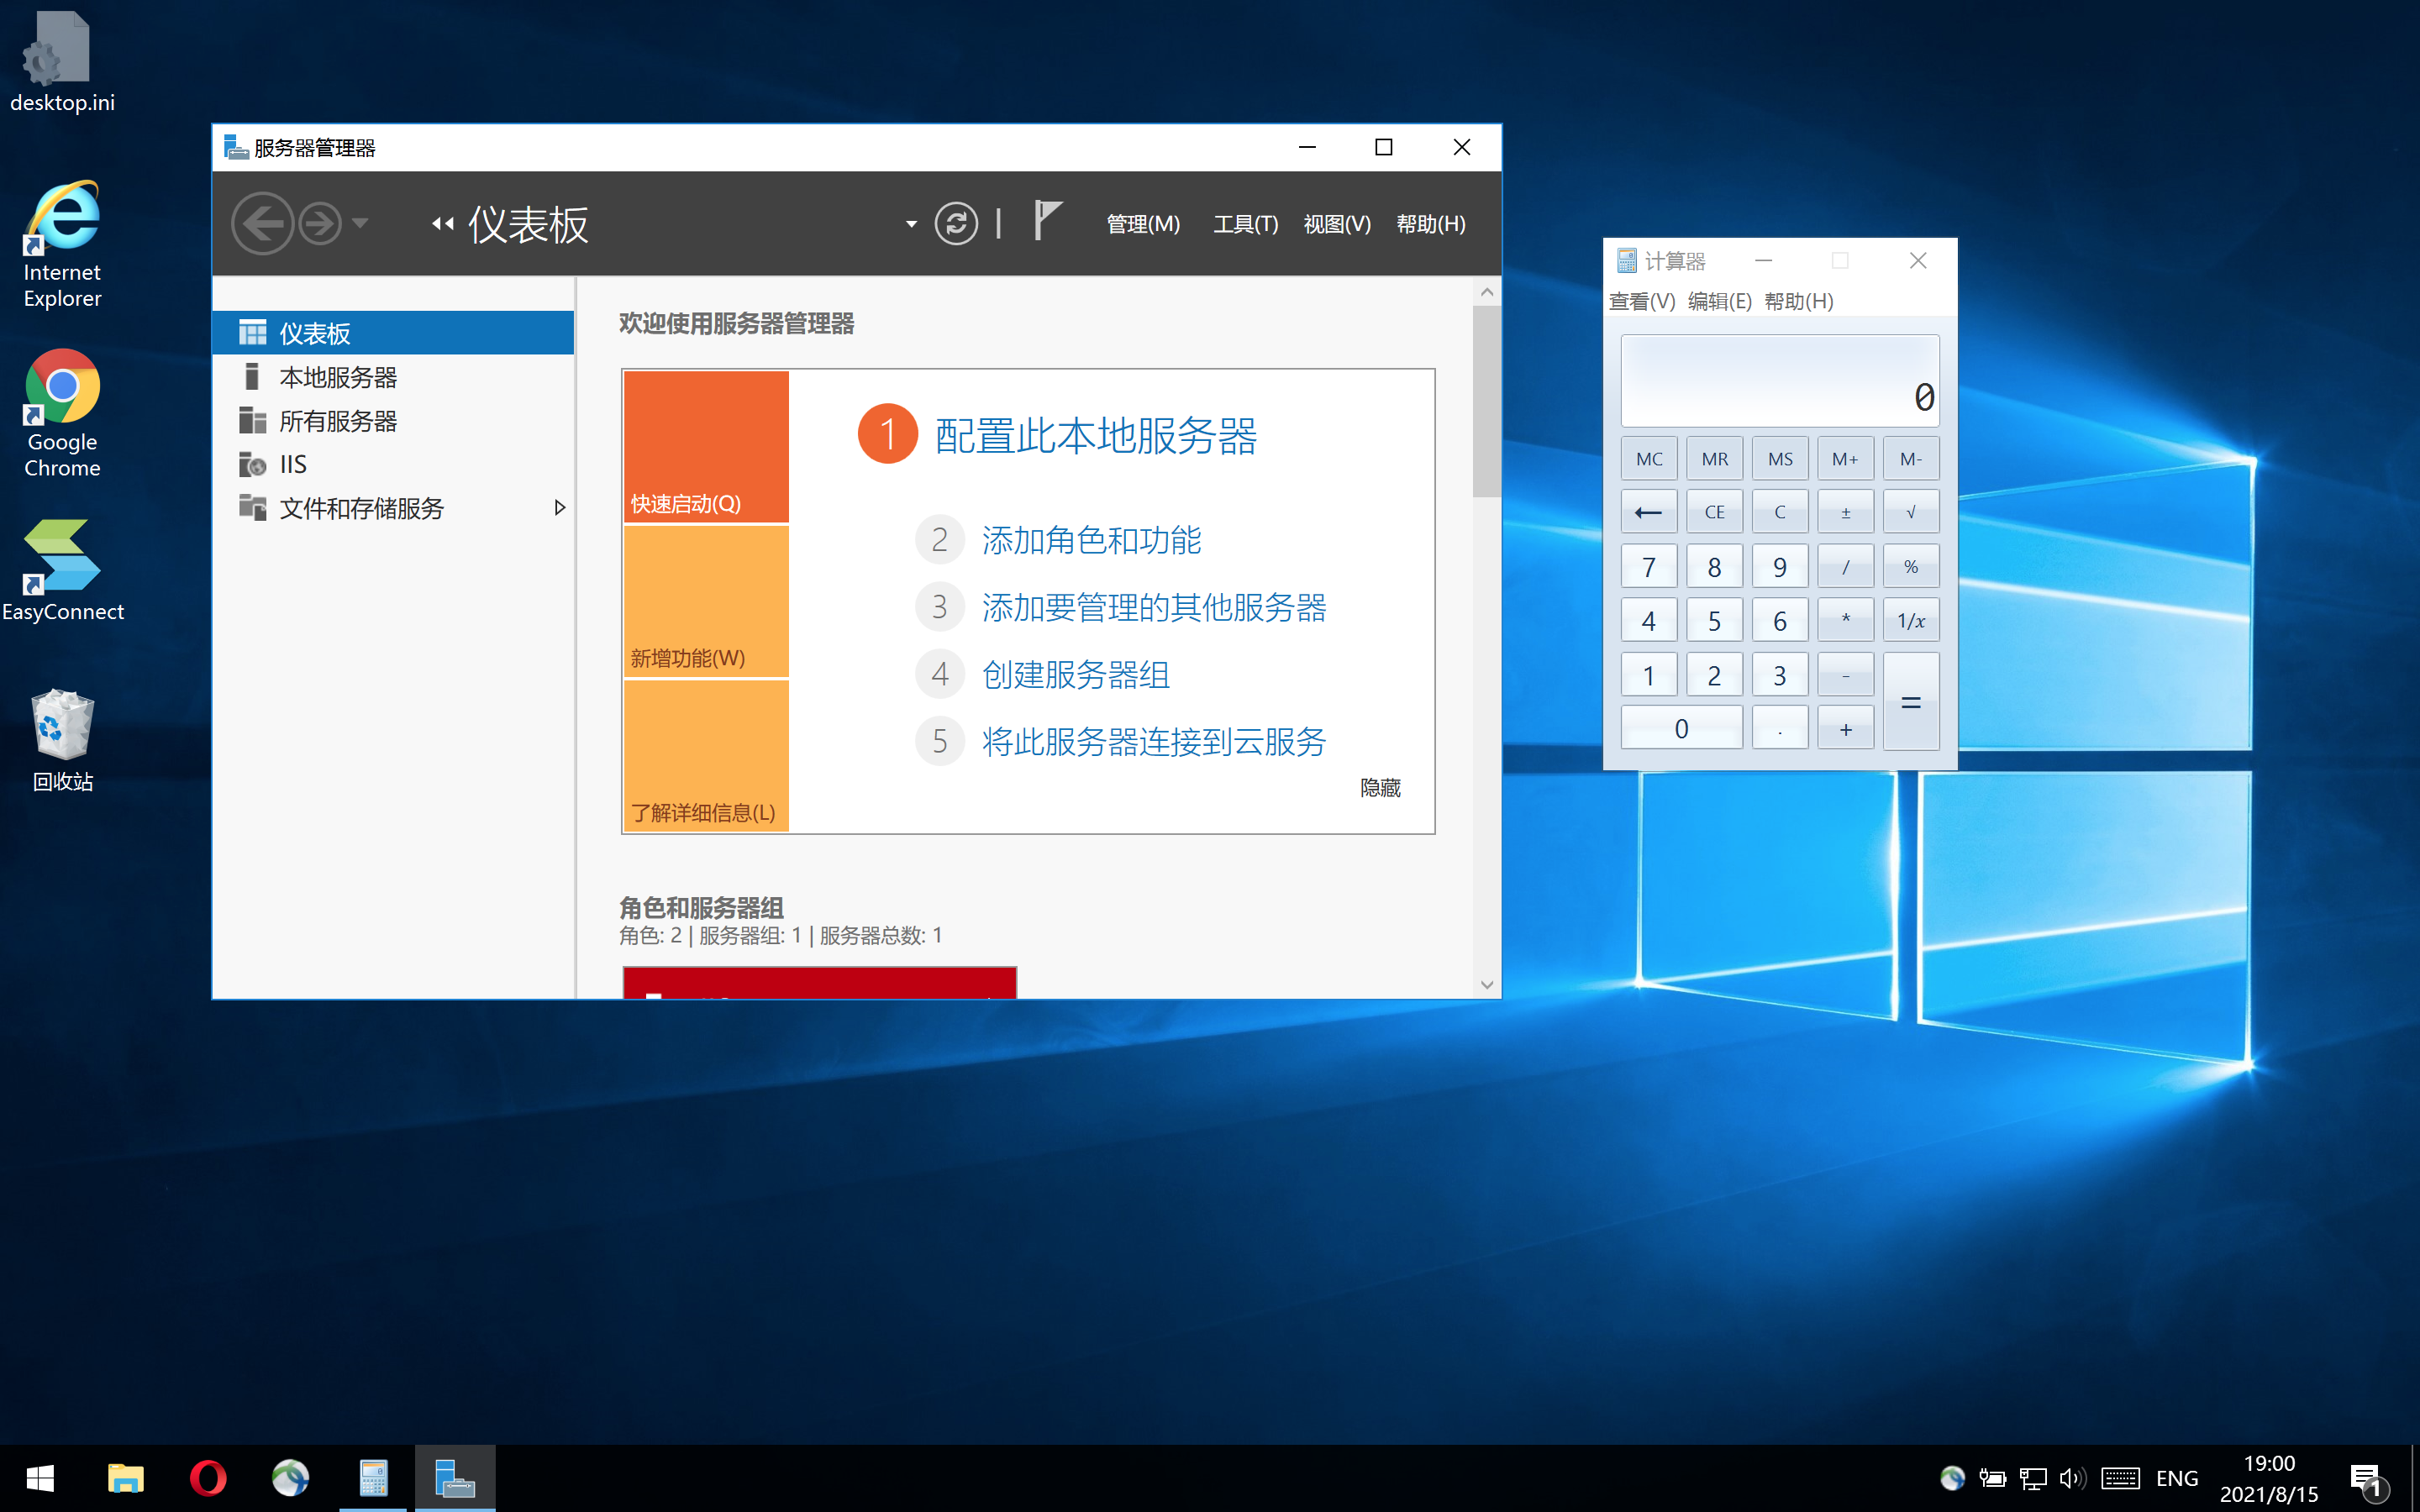 desktop.ini
Internet
Explorer
Google
Chrome
EasyConnect
回收站
服务器管理器
仪表板
管理(M) 工具(T) 视图(V) 帮助(H)
仪表板
本地服务器
所有服务器
IIS
文件和存储服务
欢迎使用服务器管理器
快速启动(Q)
新增功能(W)
了解详细信息(L)
1 配置此本地服务器
2 添加角色和功能
3 添加要管理的其他服务器
4 创建服务器组
5 将此服务器连接到云服务
隐藏
角色和服务器组
角色: 2 | 服务器组: 1 | 服务器总数: 1
计算器
查看(V) 编辑(E) 帮助(H)
0
MC MR MS M+ M-
← CE C ± √
7 8 9 / %
4 5 6 * 1/x
1 2 3 - =
0 . +
ENG
19:00
2021/8/15
1